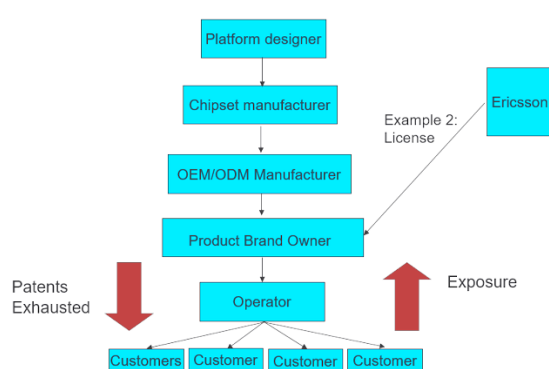 Platform designer
Chipset manufacturer
Ericsson
Example 2:
License
OEM/ODM Manufacturer
Product Brand Owner
Patents
Exhausted
Exposure
Operator
Customers
Customer
Customer
Customer